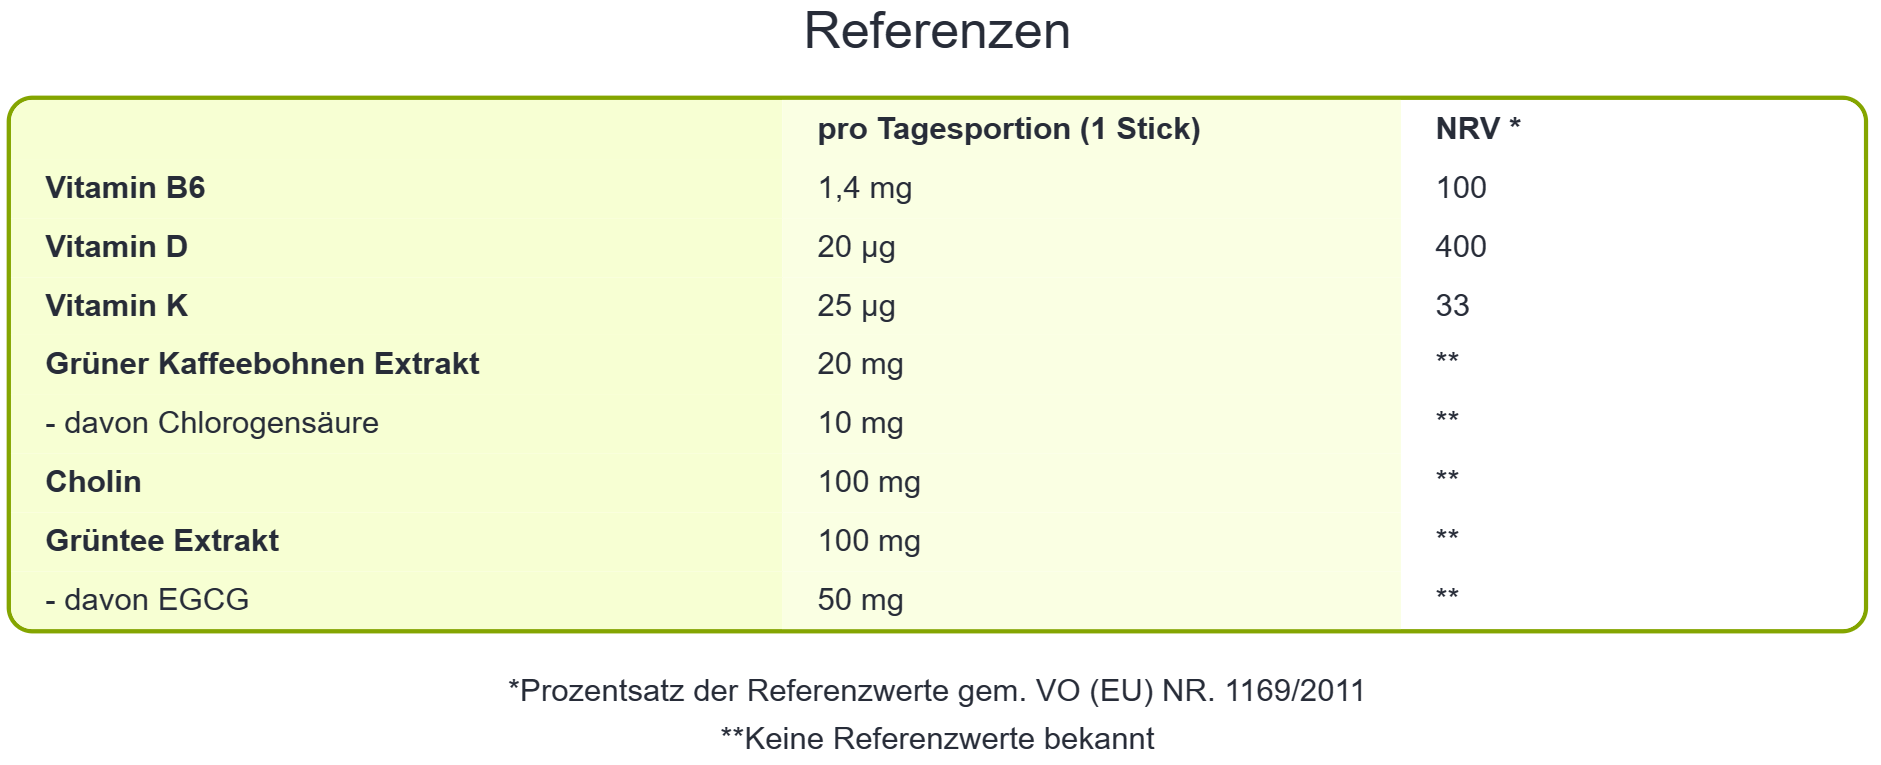 Referenzen
pro Tagesportion (1 Stick) NRV *
Vitamin B6 1,4 mg 100
Vitamin D 20 µg 400
Vitamin K 25 µg 33
Grüner Kaffeebohnen Extrakt 20 mg **
- davon Chlorogensäure 10 mg **
Cholin 100 mg **
Grüntee Extrakt 100 mg **
- davon EGCG 50 mg **
*Prozentsatz der Referenzwerte gem. VO (EU) NR. 1169/2011
**Keine Referenzwerte bekannt